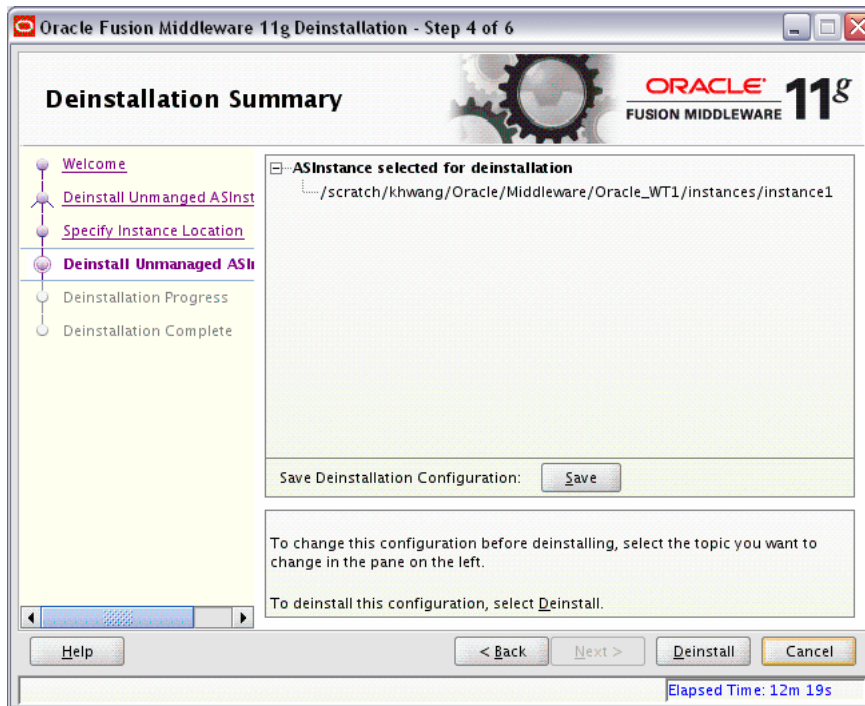 Oracle Fusion Middleware 11g Deinstallation - Step 4 of 6
Deinstallation Summary
ORACLE
FUSION MIDDLEWARE
11g
Welcome
Deinstall Unmanged ASInst
Specify Instance Location
Deinstall Unmanaged ASI
Deinstallation Progress
Deinstallation Complete
ASInstance selected for deinstallation
/scratch/khwang/Oracle/Middleware/Oracle_WT1/instances/instance1
Save Deinstallation Configuration:
Save
To change this configuration before deinstalling, select the topic you want to
change in the pane on the left.
To deinstall this configuration, select Deinstall.
Help
< Back
Next >
Deinstall
Cancel
Elapsed Time: 12m 19s